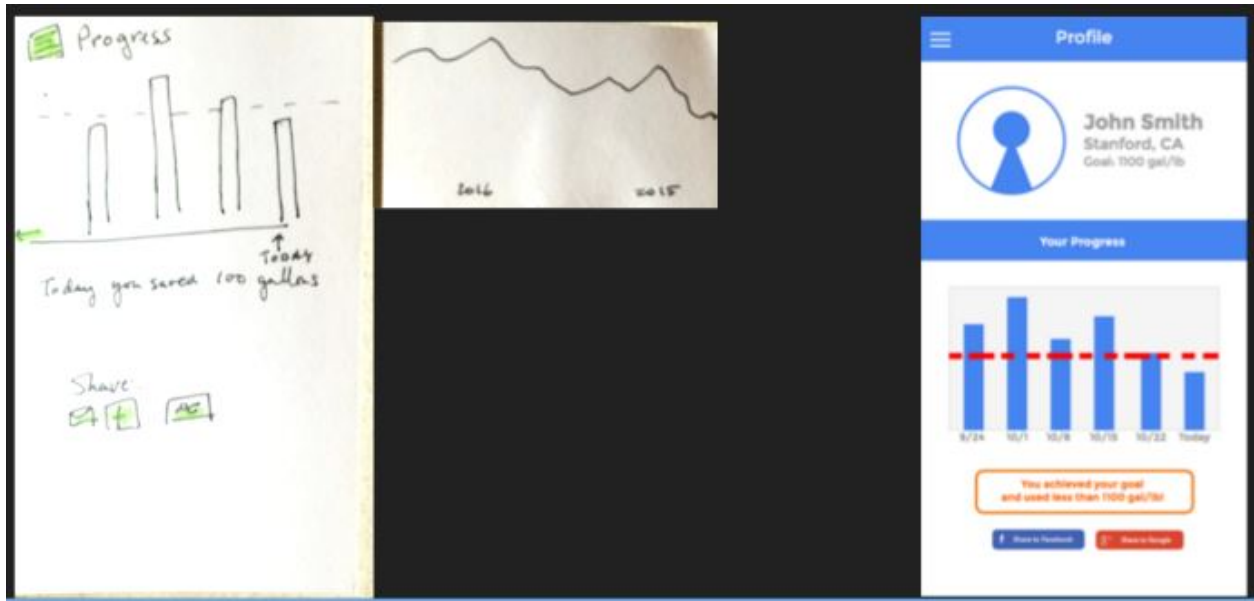 Progress
TODAY
Today you saved 100 gallons
Share
2016
2015
Profile
John Smith
Stanford, CA
Goal: 1100 gal/lb
Your Progress
9/24 10/1 10/8 10/15 10/22 Today
You achieved your goal
and used less than 1100 gal/lb!
Share to Facebook
Share to Google